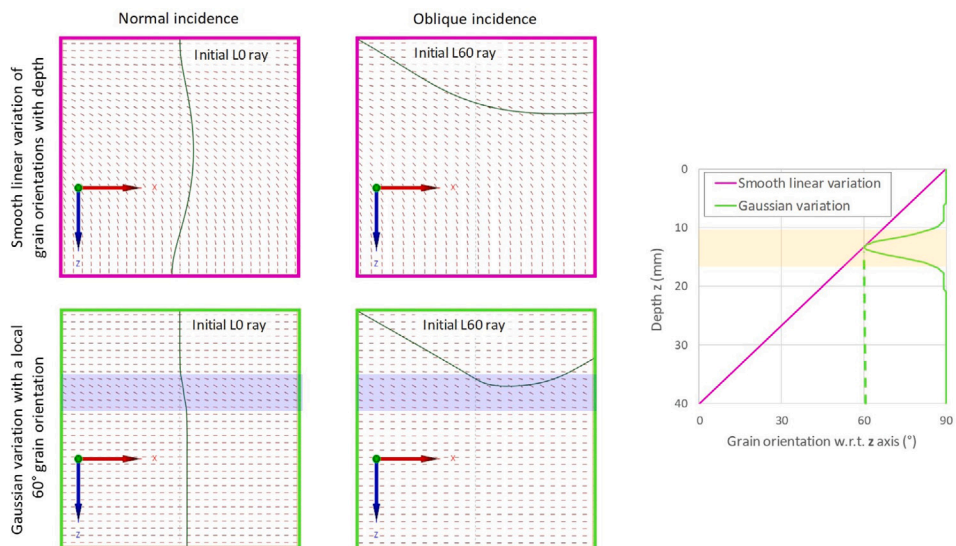 Normal incidence
Oblique incidence
Smooth linear variation of
grain orientations with depth
Initial L0 ray
X
Z
Initial L60 ray
X
Z
Gaussian variation with a local
60° grain orientation
Initial L0 ray
X
Z
Initial L60 ray
X
Z
Smooth linear variation
Gaussian variation
Depth z (mm)
0
10
20
30
40
0 30 60 90
Grain orientation w.r.t. z axis (°)